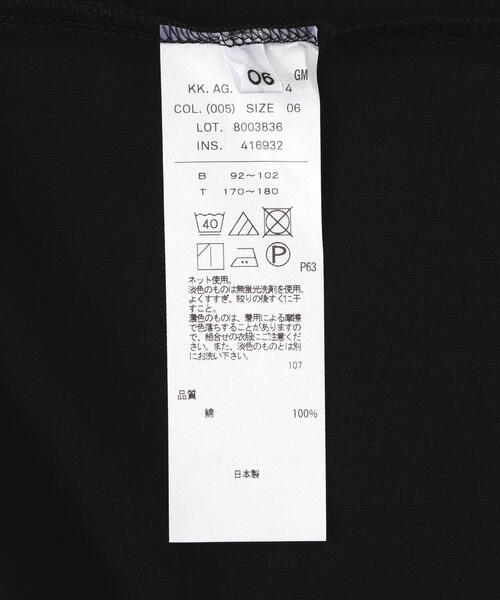 06 GM
KK. AG. 4
COL. (005) SIZE 06
LOT. 8003836
INS. 416932
B 92～102
T 170～180
40
P
P63
ネット使用。
淡色のものは無蛍光洗剤を使用。
よくすすぎ、絞りの後すぐに干
すこと。
濃色のものは、着用による摩擦
で色落ちすることがありますの
で、組合せの衣服にご注意くだ
さい。また、淡色のものとは別
にお洗い下さい。
107
品質
綿 100%
日本製